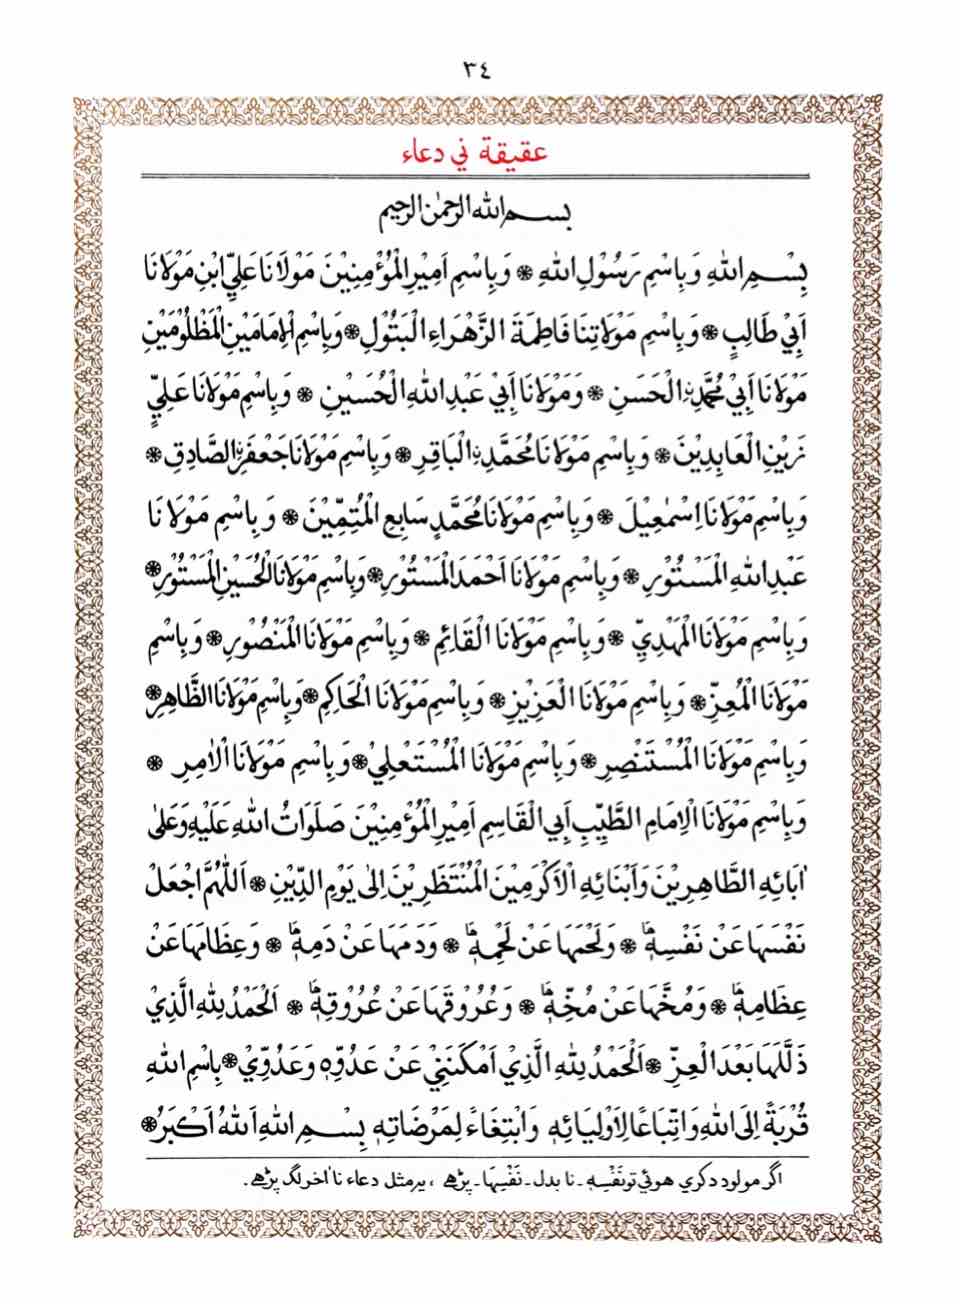 ٣٤
عقيقة ني دعاء
بسم الله الرحمٰن الرحيم
بِسْمِ اللهِ وَبِاسْمِ رَسُوْلِ اللهِ ۞ وَبِاسْمِ اَمِيْرِ الْمُؤْمِنِيْنَ مَوْلَانَا عَلِيِّ ابْنِ مَوْلَانَا
اَبِيْ طَالِبٍ ۞ وَبِاسْمِ مَوْلَاتِنَا فَاطِمَةَ الزَّهْرَاءِ الْبَتُوْلِ ۞ وَبِاسْمِ الْاِمَامَيْنِ الْمَظْلُوْمَيْنِ
مَوْلَانَا اَبِيْ مُحَمَّدِنِ الْحَسَنِ ۞ وَمَوْلَانَا اَبِيْ عَبْدِ اللهِ الْحُسَيْنِ ۞ وَبِاسْمِ مَوْلَانَا عَلِيٍّ
زَيْنِ الْعَابِدِيْنَ ۞ وَبِاسْمِ مَوْلَانَا مُحَمَّدِنِ الْبَاقِرِ ۞ وَبِاسْمِ مَوْلَانَا جَعْفَرِنِ الصَّادِقِ ۞
وَبِاسْمِ مَوْلَانَا اِسْمٰعِيْلَ ۞ وَبِاسْمِ مَوْلَانَا مُحَمَّدٍ سَابِعِ الْمُتِمِّيْنَ ۞ وَبِاسْمِ مَوْلَانَا
عَبْدِ اللهِ الْمَسْتُوْرِ ۞ وَبِاسْمِ مَوْلَانَا اَحْمَدَ الْمَسْتُوْرِ ۞ وَبِاسْمِ مَوْلَانَا الْحُسَيْنِ الْمَسْتُوْرِ ۞
وَبِاسْمِ مَوْلَانَا الْمَهْدِيِّ ۞ وَبِاسْمِ مَوْلَانَا الْقَائِمِ ۞ وَبِاسْمِ مَوْلَانَا الْمَنْصُوْرِ ۞ وَبِاسْمِ
مَوْلَانَا الْمُعِزِّ ۞ وَبِاسْمِ مَوْلَانَا الْعَزِيْزِ ۞ وَبِاسْمِ مَوْلَانَا الْحَاكِمِ ۞ وَبِاسْمِ مَوْلَانَا الظَّاهِرِ ۞
وَبِاسْمِ مَوْلَانَا الْمُسْتَنْصِرِ ۞ وَبِاسْمِ مَوْلَانَا الْمُسْتَعْلِيْ ۞ وَبِاسْمِ مَوْلَانَا الْاٰمِرِ ۞
وَبِاسْمِ مَوْلَانَا الْاِمَامِ الطَّيِّبِ اَبِي الْقَاسِمِ اَمِيْرِ الْمُؤْمِنِيْنَ صَلَوَاتُ اللهِ عَلَيْهِ وَعَلٰى
اٰبَائِهِ الطَّاهِرِيْنَ وَاَبْنَائِهِ الْاَكْرَمِيْنَ الْمُنْتَظَرِيْنَ اِلٰى يَوْمِ الدِّيْنِ ۞ اَللّٰهُمَّ اجْعَلْ
نَفْسَهَا عَنْ نَفْسِهٖ ۞ وَلَحْمَهَا عَنْ لَحْمِهٖ ۞ وَدَمَهَا عَنْ دَمِهٖ ۞ وَعِظَامَهَا عَنْ
عِظَامِهٖ ۞ وَمُخَّهَا عَنْ مُخِّهٖ ۞ وَعُرُوْقَهَا عَنْ عُرُوْقِهٖ ۞ اَلْحَمْدُ لِلّٰهِ الَّذِيْ
ذَلَّلَهَا بَعْدَ الْعِزِّ ۞ اَلْحَمْدُ لِلّٰهِ الَّذِيْ اَمْكَنَنِيْ عَنْ عَدُوِّهٖ وَعَدُوِّيْ ۞ بِاسْمِ اللهِ
قُرْبَةً اِلَى اللهِ وَاتِّبَاعًا لِاَوْلِيَائِهٖ وَابْتِغَاءً لِمَرْضَاتِهٖ بِسْمِ اللهِ اَللهُ اَكْبَرُ ۞
اگر مولود دكري هوئي تو نَفْسِهٖ ۔ نا بدل ۔ نَفْسِهَا ۔ پڑهے ، يہ مثل دعاء نا اٰخر لگ پڑهے .